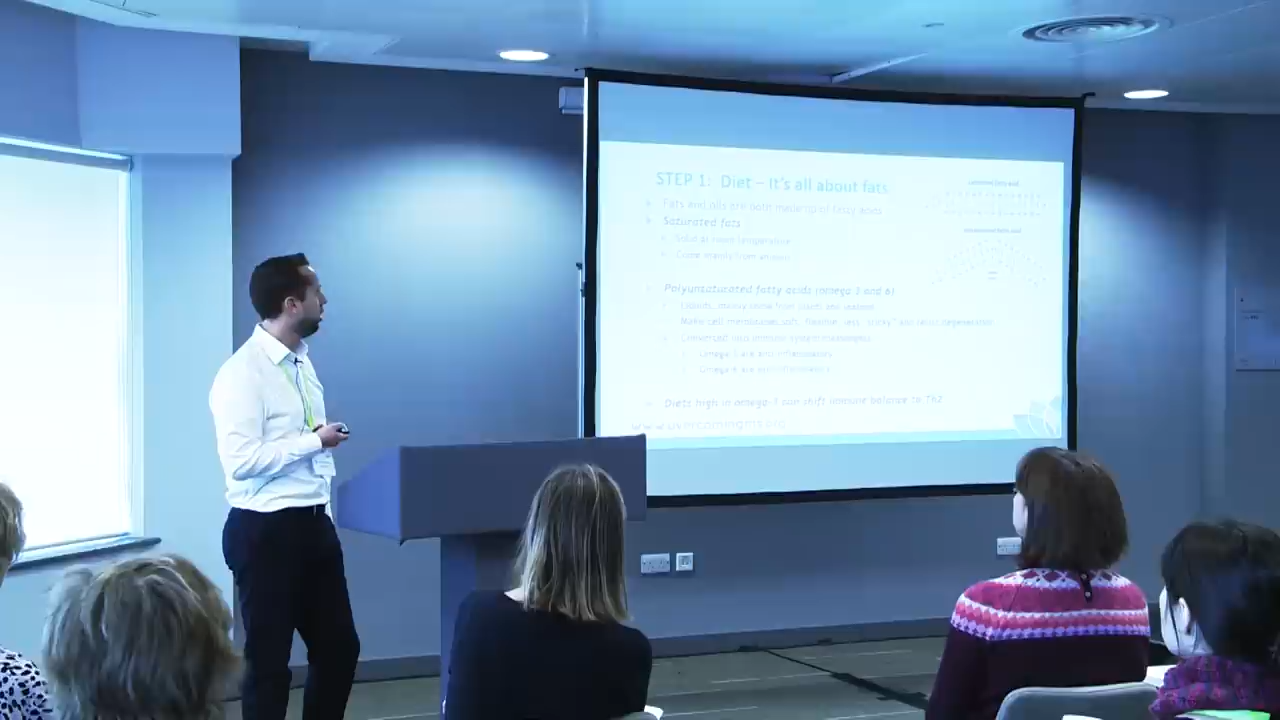 STEP 1: Diet – It's all about fats
Fats and oils are both made up of fatty acids
Saturated fats
Solid at room temperature
Come mainly from animals
Polyunsaturated fatty acids (omega 3 and 6)
Liquids, mainly come from plants and seafood
Make cell membranes soft, flexible, less "sticky" and resist degeneration
Converted into immune system messengers
Omega 3 are anti inflammatory
Omega 6 are pro inflammatory
Diets high in omega-3 can shift immune balance to Th2
www.overcomingms.org